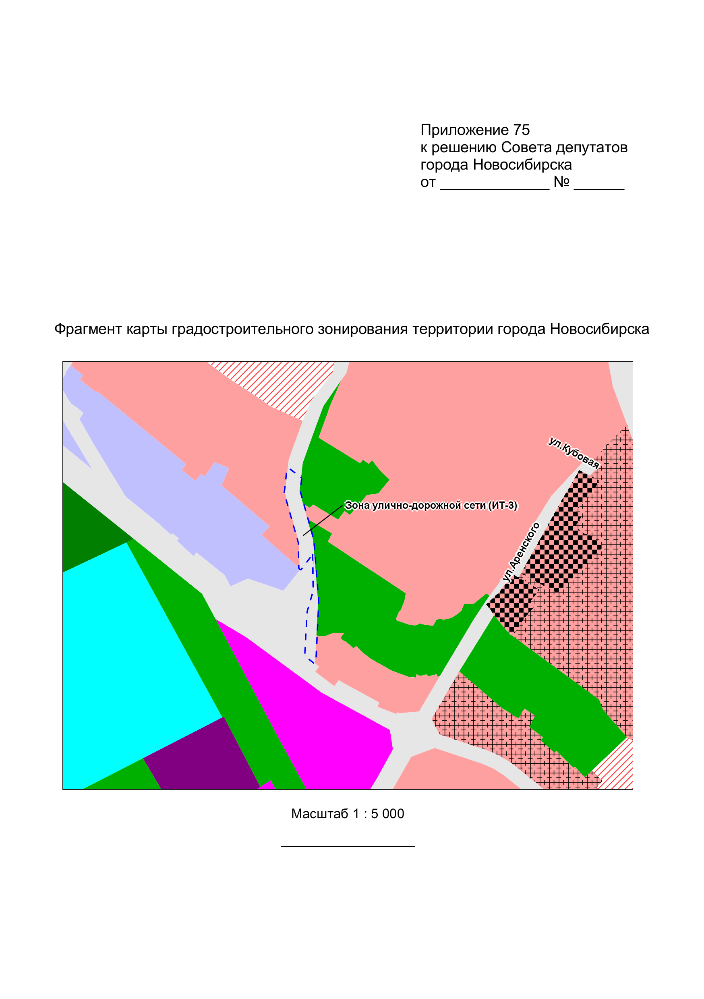 Приложение 75
к решению Совета депутатов
города Новосибирска
от _____________ № ______
Фрагмент карты градостроительного зонирования территории города Новосибирска
ул.Кубовая
Зона улично-дорожной сети (ИТ-3)
ул.Аренского
Масштаб 1 : 5 000